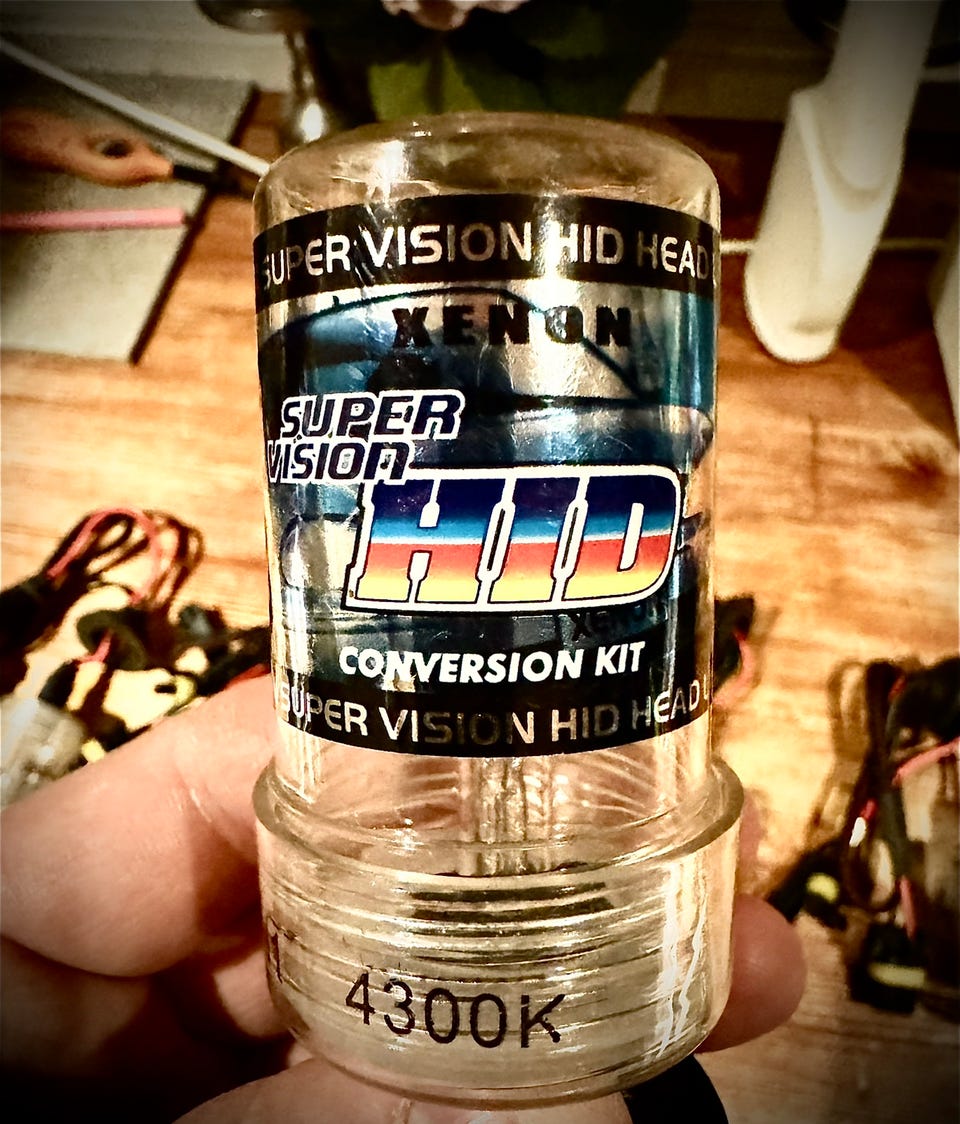 SUPER VISION HID HEAD
XENON
SUPER
VISION
HID
CONVERSION KIT
SUPER VISION HID HEAD
4300K